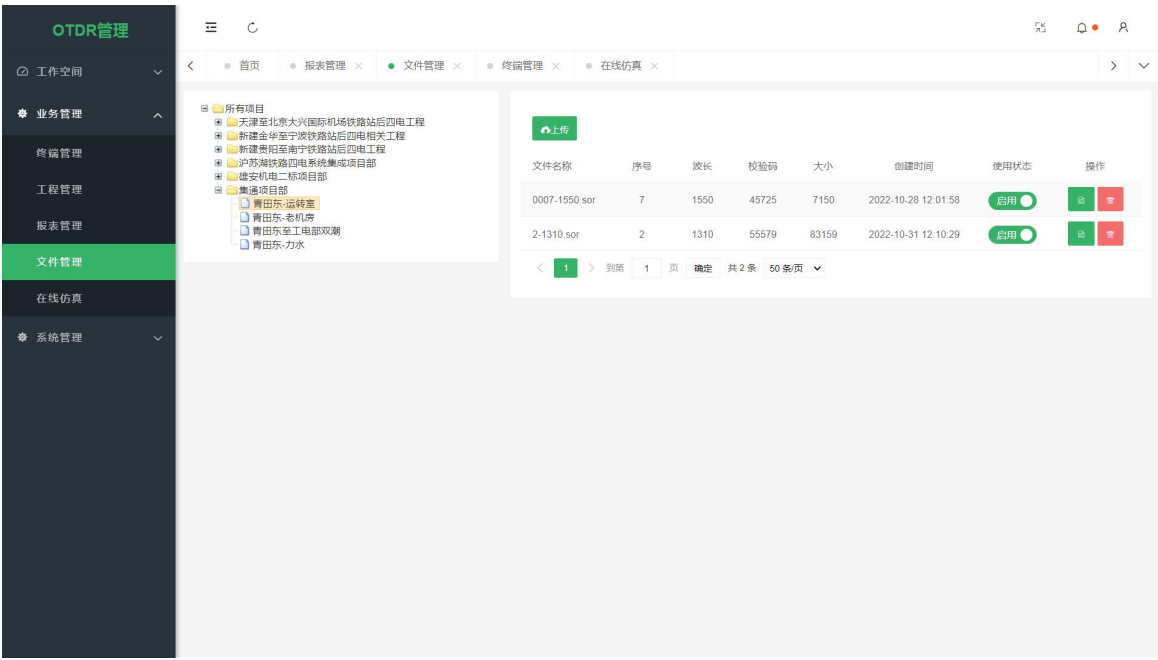 OTDR管理
工作空间
业务管理
终端管理
工程管理
报表管理
文件管理
在线仿真
系统管理
首页 报表管理 文件管理 终端管理 在线仿真
所有项目
天津至北京大兴国际机场铁路站后四电工程
新建金华至宁波铁路站后四电相关工程
新建贵阳至南宁铁路站后四电工程
沪苏湖铁路四电系统集成项目部
雄安机电二标项目部
集通项目部
青田东-运转室
青田东-老机房
青田东至工电部双潮
青田东-力水
上传
文件名称 序号 波长 校验码 大小 创建时间 使用状态 操作
0007-1550.sor 7 1550 45725 7150 2022-10-28 12:01:58 启用
2-1310.sor 2 1310 55579 83159 2022-10-31 12:10:29 启用
1 到第 1 页 确定 共 2 条 50 条/页